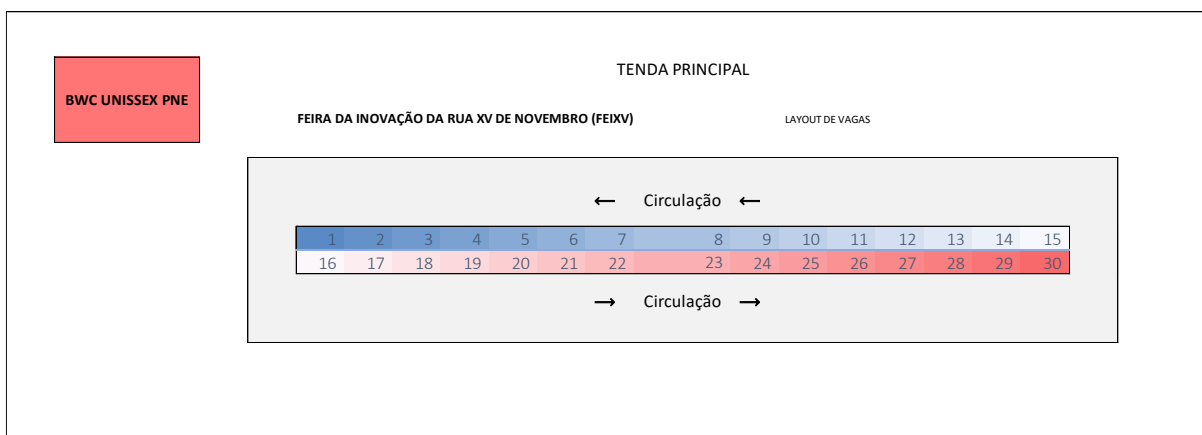 TENDA PRINCIPAL
BWC UNISSEX PNE
FEIRA DA INOVAÇÃO DA RUA XV DE NOVEMBRO (FEIXV) LAYOUT DE VAGAS
← Circulação ←
1 2 3 4 5 6 7 8 9 10 11 12 13 14 15
16 17 18 19 20 21 22 23 24 25 26 27 28 29 30
→ Circulação →